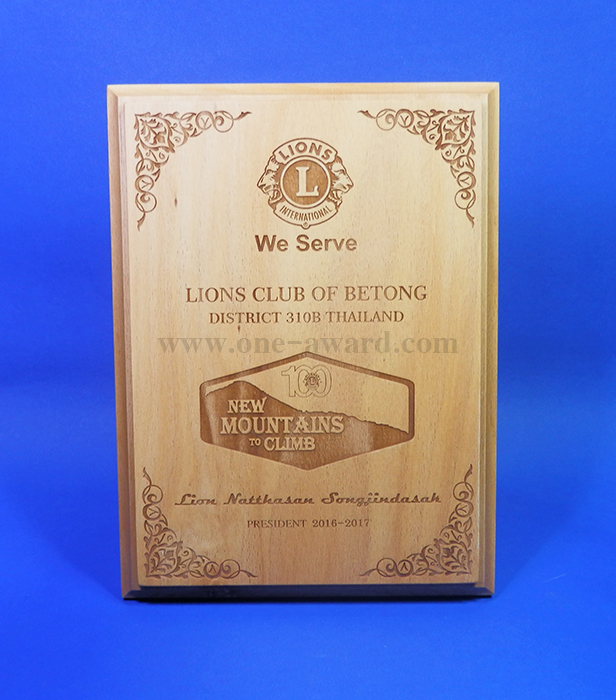 LIONS
L
INTERNATIONAL
We Serve
LIONS CLUB OF BETONG
DISTRICT 310B THAILAND
www.one-award.com
100
NEW
MOUNTAINS
TO CLIMB
Lion Natthasan Songjindasak
PRESIDENT 2016-2017